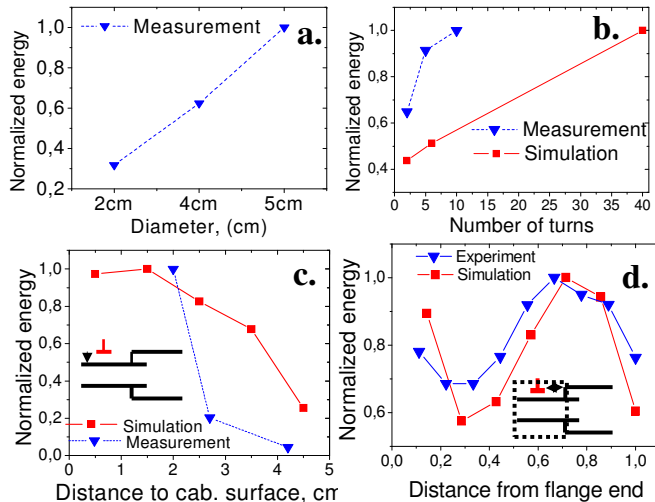 Normalized energy
1,0
0,8
0,6
0,4
0,2
Measurement
a.
2cm
4cm
5cm
Diameter, (cm)
Normalized energy
1,0
0,8
0,6
0,4
b.
Measurement
Simulation
0
5
10
15
20
25
30
35
40
Number of turns
Normalized energy
1,0
0,8
0,6
0,4
0,2
0,0
c.
Simulation
Measurement
0
1
2
3
4
5
Distance to cab. surface, cm
Normalized energy
1,0
0,8
0,6
Experiment
Simulation
d.
0,0
0,2
0,4
0,6
0,8
1,0
Distance from flange end